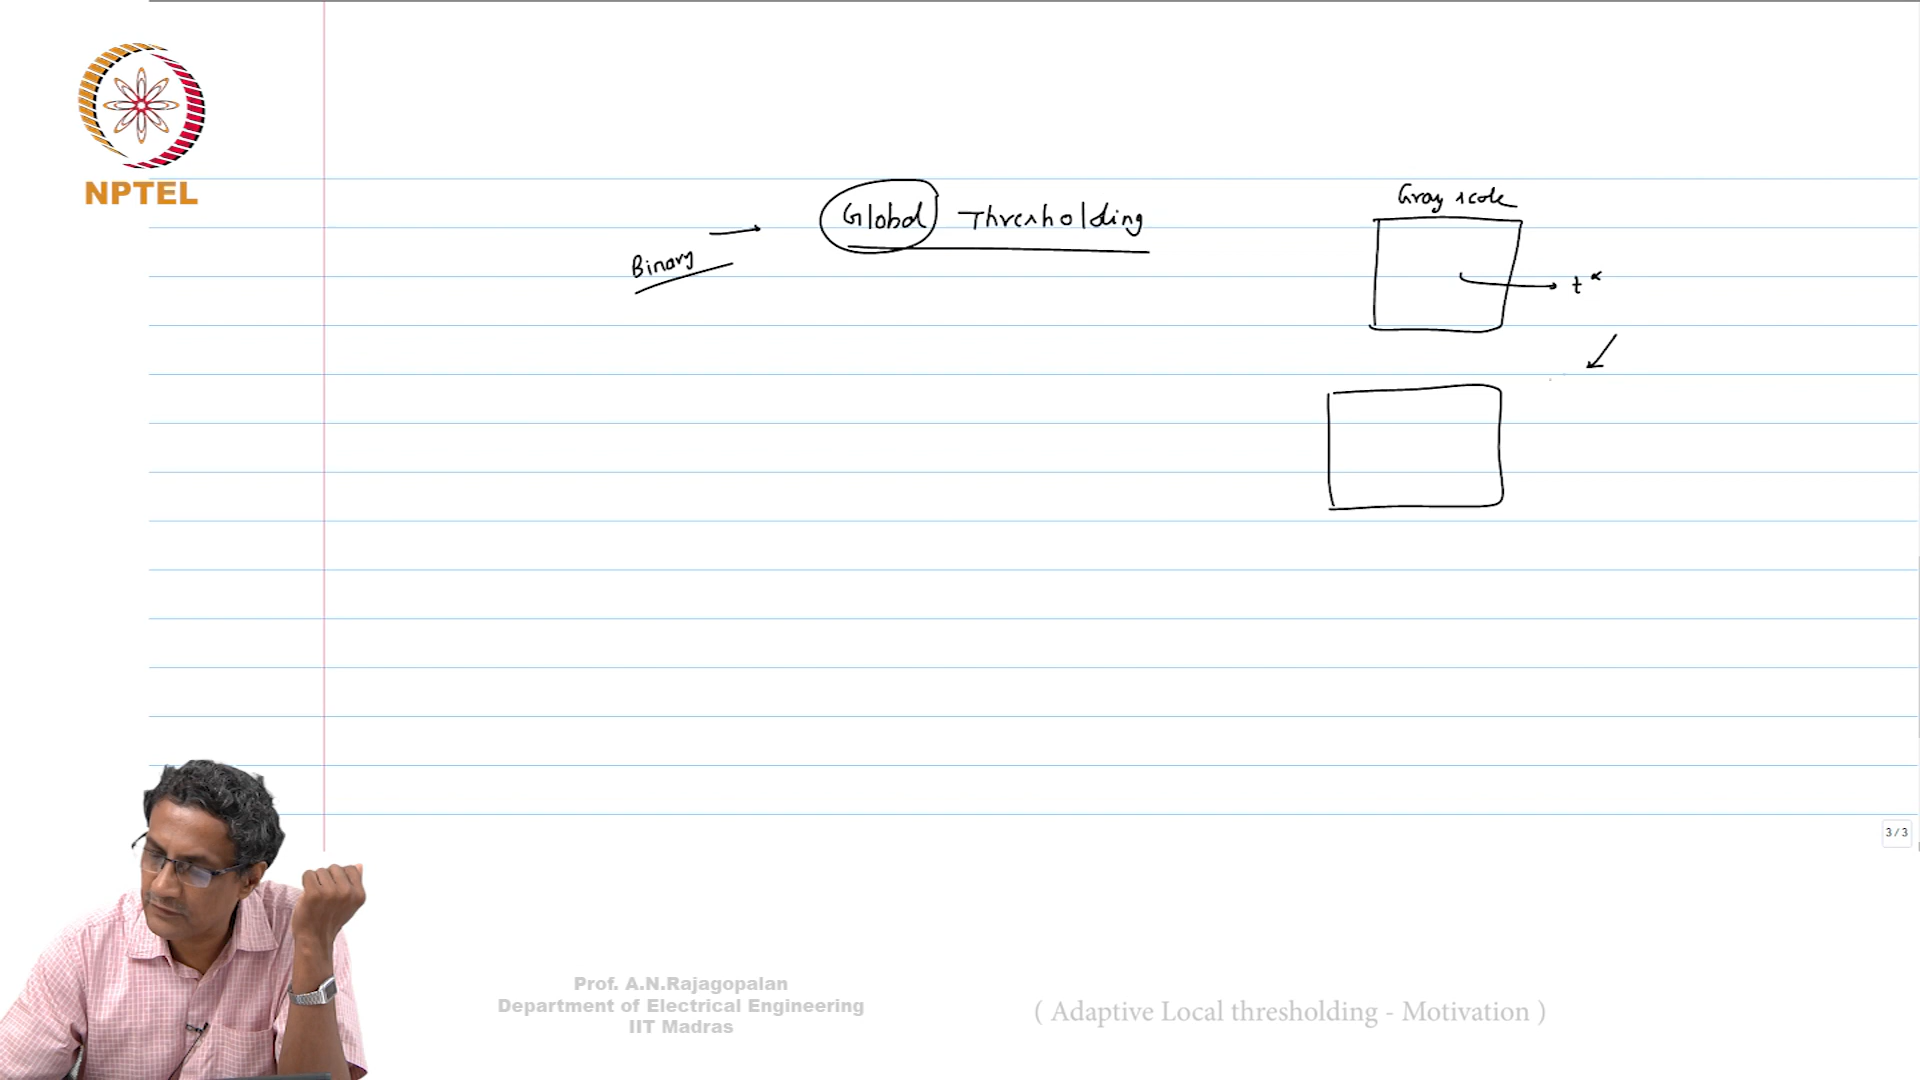 NPTEL
Global Thresholding
Gray scale
Binary
t*
3/3
Prof. A.N.Rajagopalan
Department of Electrical Engineering
IIT Madras
( Adaptive Local thresholding - Motivation )